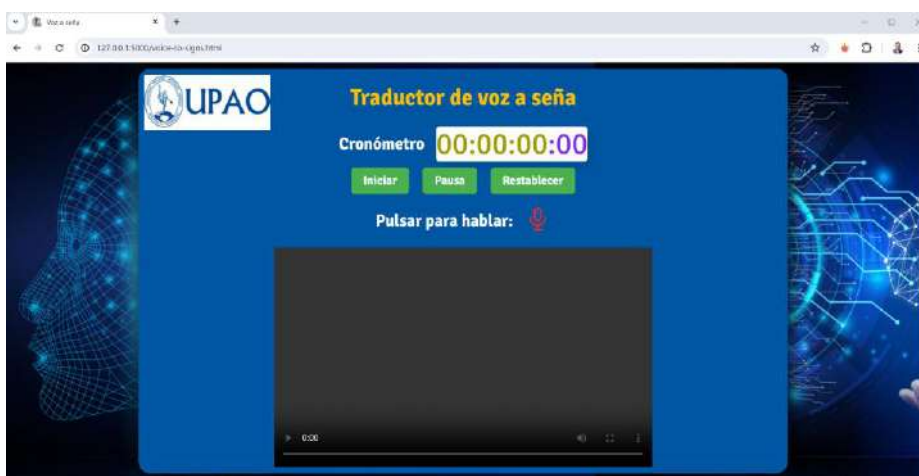 Voz a seña
127.0.0.1:5000/voice-to-signs.html
UPAO
Traductor de voz a seña
Cronómetro 00:00:00:00
Iniciar Pausa Restablecer
Pulsar para hablar:
0:00